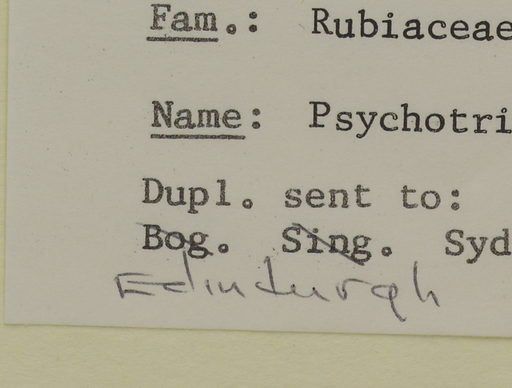 Fam.: Rubiaceae
Name: Psychotri
Dupl. sent to:
Bog. Sing. Syd
Edinburgh